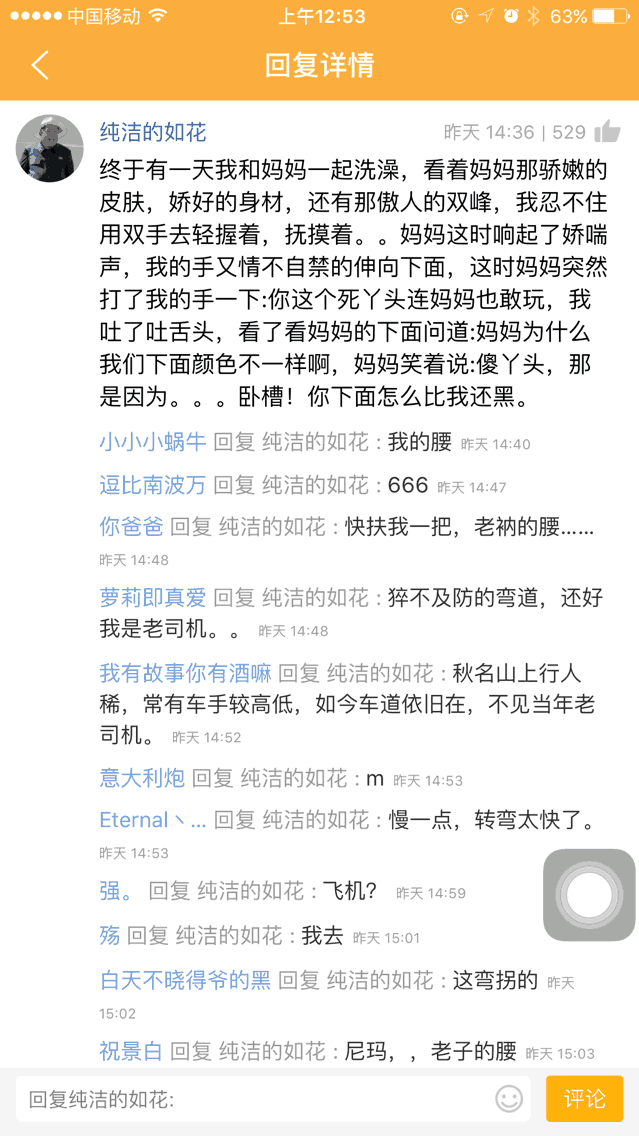 中国移动 上午12:53 63%
回复详情
纯洁的如花 昨天 14:36 | 529
终于有一天我和妈妈一起洗澡，看着妈妈那骄嫩的
皮肤，娇好的身材，还有那傲人的双峰，我忍不住
用双手去轻握着，抚摸着。。妈妈这时响起了娇喘
声，我的手又情不自禁的伸向下面，这时妈妈突然
打了我的手一下:你这个死丫头连妈妈也敢玩，我
吐了吐舌头，看了看妈妈的下面问道:妈妈为什么
我们下面颜色不一样啊，妈妈笑着说:傻丫头，那
是因为。。。卧槽！你下面怎么比我还黑。
小小小蜗牛 回复 纯洁的如花 : 我的腰 昨天 14:40
逗比南波万 回复 纯洁的如花 : 666 昨天 14:47
你爸爸 回复 纯洁的如花 : 快扶我一把，老衲的腰……
昨天 14:48
萝莉即真爱 回复 纯洁的如花 : 猝不及防的弯道，还好
我是老司机。。 昨天 14:48
我有故事你有酒嘛 回复 纯洁的如花 : 秋名山上行人
稀，常有车手较高低，如今车道依旧在，不见当年老
司机。 昨天 14:52
意大利炮 回复 纯洁的如花 : m 昨天 14:53
Eternal丶... 回复 纯洁的如花 : 慢一点，转弯太快了。
昨天 14:53
强。 回复 纯洁的如花 : 飞机？ 昨天 14:59
殇 回复 纯洁的如花 : 我去 昨天 15:01
白天不晓得爷的黑 回复 纯洁的如花 : 这弯拐的 昨天
15:02
祝景白 回复 纯洁的如花 : 尼玛，，老子的腰 昨天 15:03
回复纯洁的如花: 评论